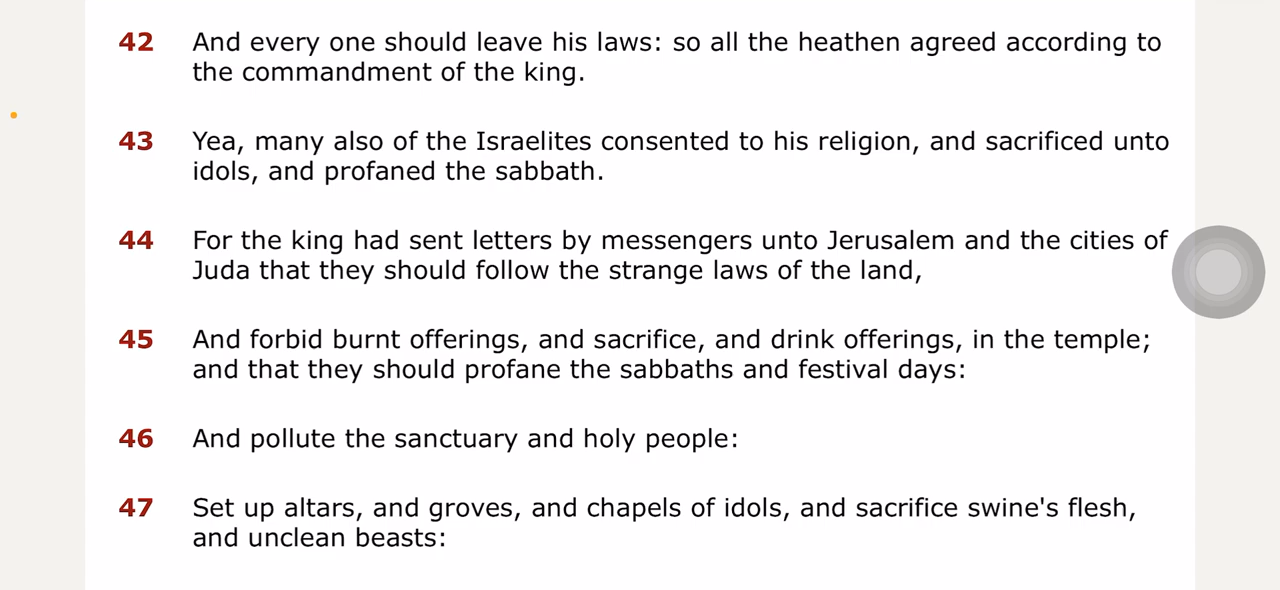 42 And every one should leave his laws: so all the heathen agreed according to
the commandment of the king.
43 Yea, many also of the Israelites consented to his religion, and sacrificed unto
idols, and profaned the sabbath.
44 For the king had sent letters by messengers unto Jerusalem and the cities of
Juda that they should follow the strange laws of the land,
45 And forbid burnt offerings, and sacrifice, and drink offerings, in the temple;
and that they should profane the sabbaths and festival days:
46 And pollute the sanctuary and holy people:
47 Set up altars, and groves, and chapels of idols, and sacrifice swine's flesh,
and unclean beasts: